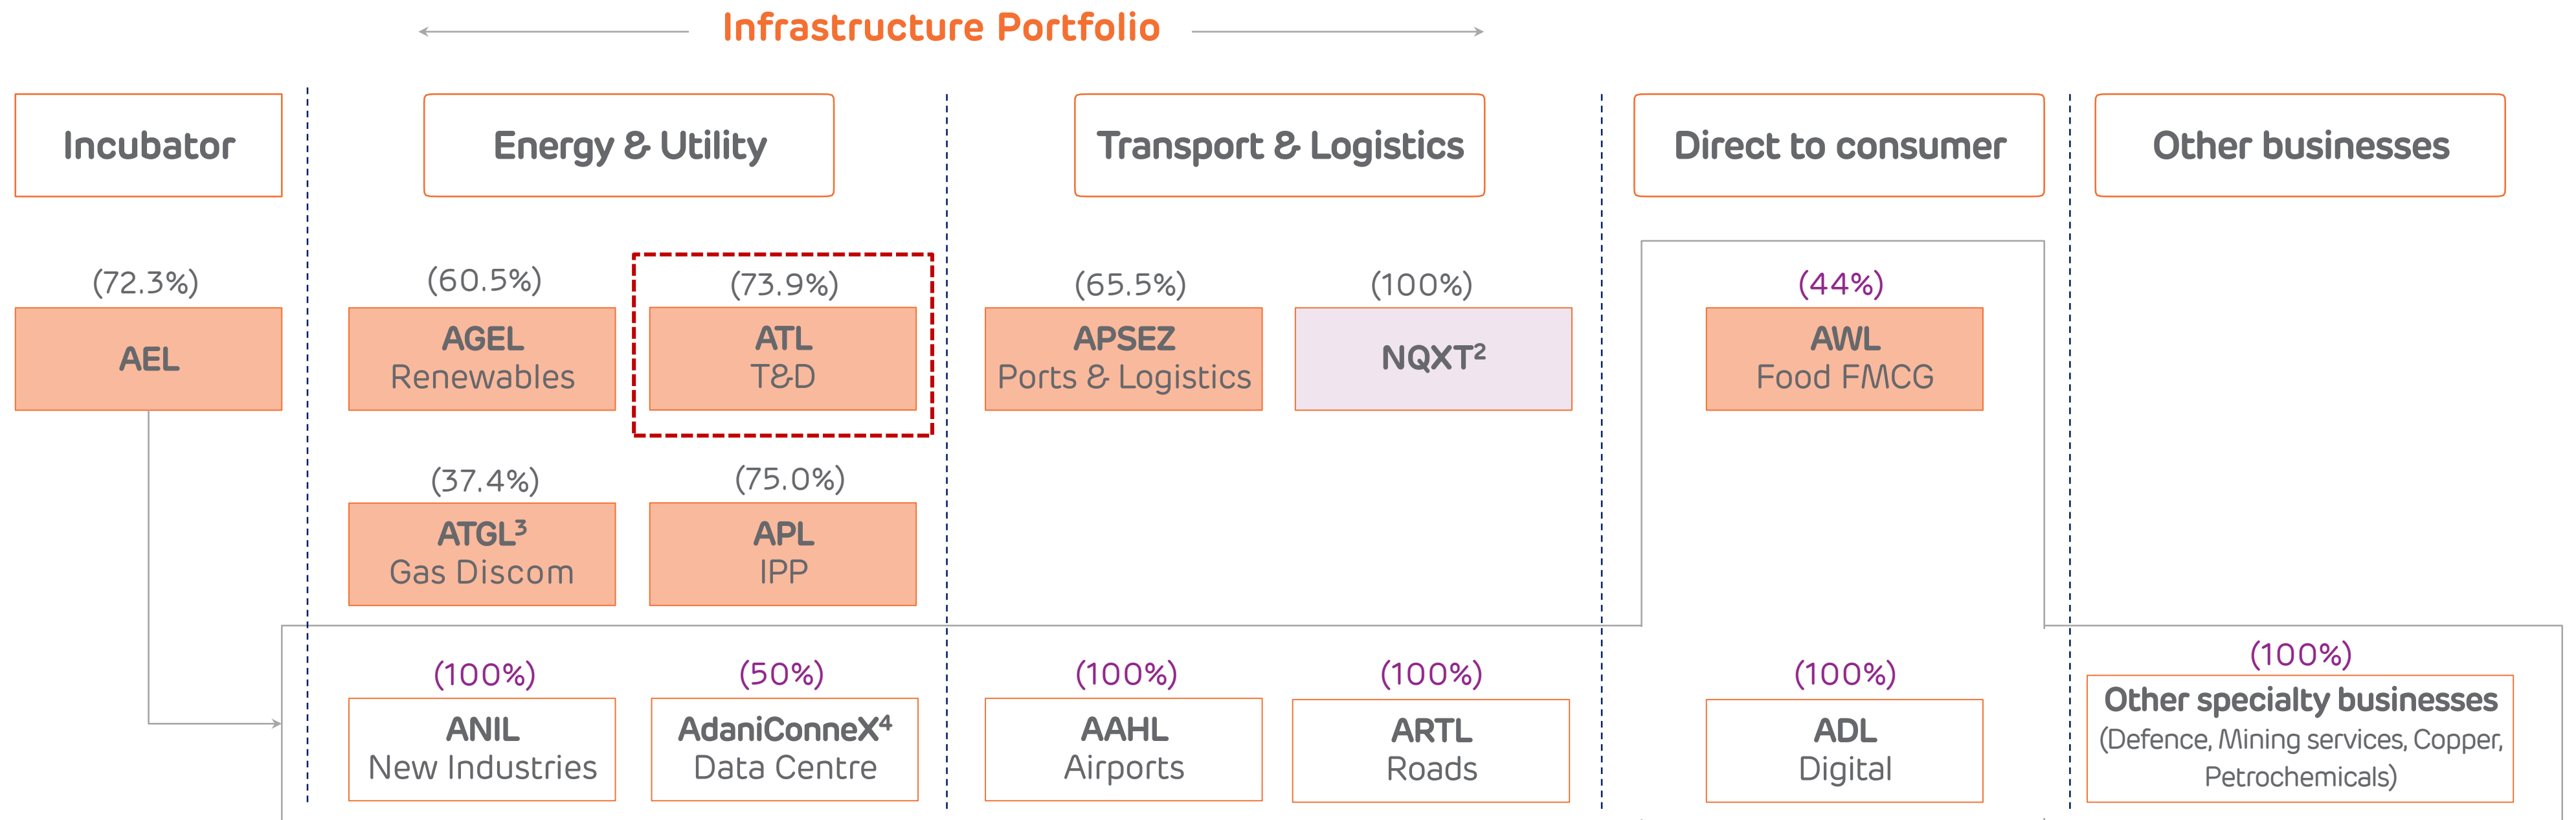 Infrastructure Portfolio
Incubator
Energy & Utility
Transport & Logistics
Direct to consumer
Other businesses
(72.3%)
AEL
(60.5%)
AGEL
Renewables
(73.9%)
ATL
T&D
(65.5%)
APSEZ
Ports & Logistics
(100%)
NQXT²
(44%)
AWL
Food FMCG
(37.4%)
ATGL³
Gas Discom
(75.0%)
APL
IPP
(100%)
ANIL
New Industries
(50%)
AdaniConneX⁴
Data Centre
(100%)
AAHL
Airports
(100%)
ARTL
Roads
(100%)
ADL
Digital
(100%)
Other specialty businesses
(Defence, Mining services, Copper,
Petrochemicals)